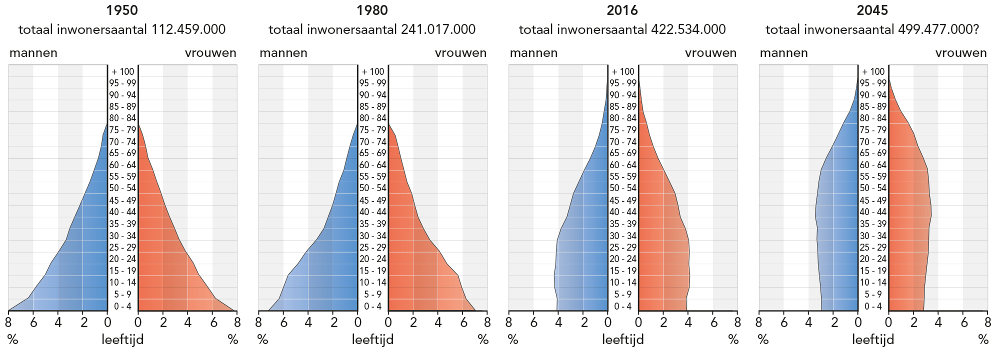 1950
totaal inwonersaantal 112.459.000
mannen vrouwen
+ 100
95 - 99
90 - 94
85 - 89
80 - 84
75 - 79
70 - 74
65 - 69
60 - 64
55 - 59
50 - 54
45 - 49
40 - 44
35 - 39
30 - 34
25 - 29
20 - 24
15 - 19
10 - 14
5 - 9
0 - 4
8 6 4 2 0 0 2 4 6 8
% leeftijd %
1980
totaal inwonersaantal 241.017.000
mannen vrouwen
+ 100
95 - 99
90 - 94
85 - 89
80 - 84
75 - 79
70 - 74
65 - 69
60 - 64
55 - 59
50 - 54
45 - 49
40 - 44
35 - 39
30 - 34
25 - 29
20 - 24
15 - 19
10 - 14
5 - 9
0 - 4
8 6 4 2 0 0 2 4 6 8
% leeftijd %
2016
totaal inwonersaantal 422.534.000
mannen vrouwen
+ 100
95 - 99
90 - 94
85 - 89
80 - 84
75 - 79
70 - 74
65 - 69
60 - 64
55 - 59
50 - 54
45 - 49
40 - 44
35 - 39
30 - 34
25 - 29
20 - 24
15 - 19
10 - 14
5 - 9
0 - 4
8 6 4 2 0 0 2 4 6 8
% leeftijd %
2045
totaal inwonersaantal 499.477.000?
mannen vrouwen
+ 100
95 - 99
90 - 94
85 - 89
80 - 84
75 - 79
70 - 74
65 - 69
60 - 64
55 - 59
50 - 54
45 - 49
40 - 44
35 - 39
30 - 34
25 - 29
20 - 24
15 - 19
10 - 14
5 - 9
0 - 4
8 6 4 2 0 0 2 4 6 8
% leeftijd %